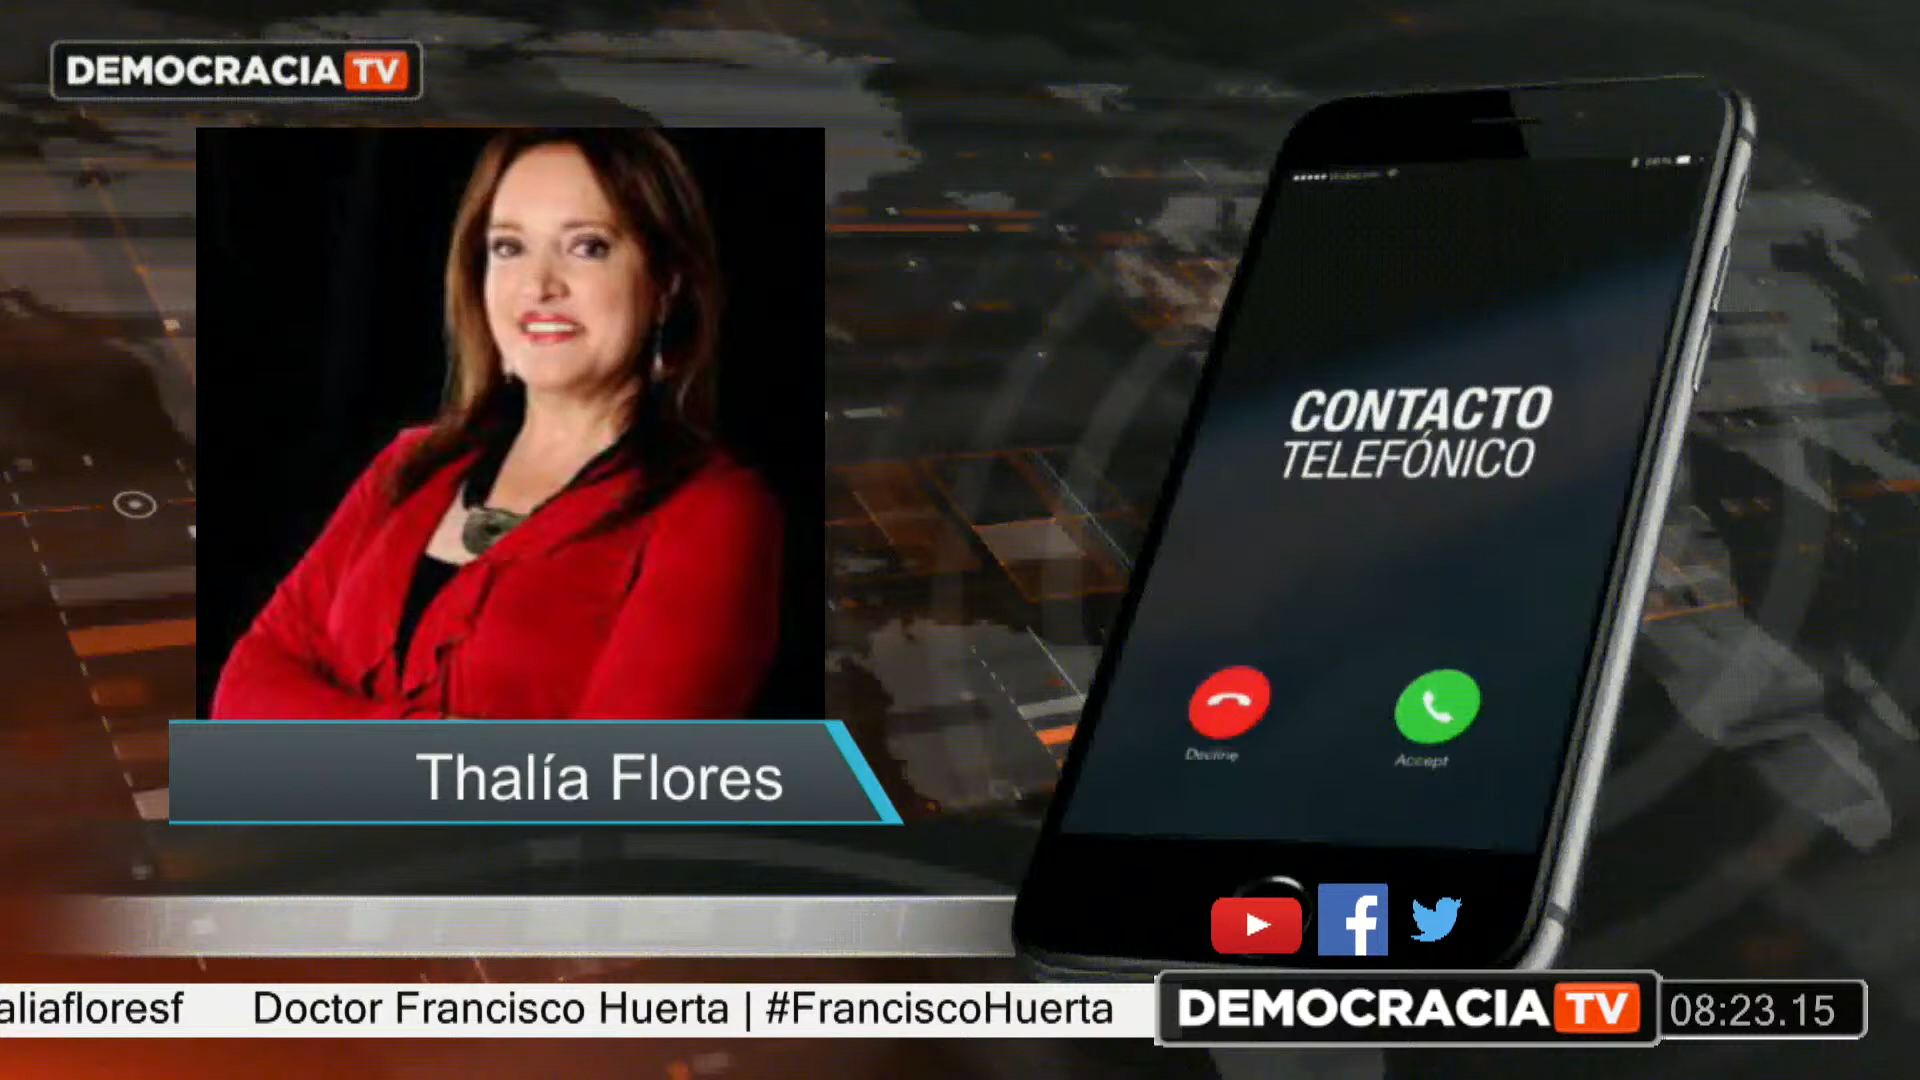 DEMOCRACIA TV
CONTACTO
TELEFÓNICO
Decline
Accept
Thalía Flores
aliafloresf Doctor Francisco Huerta | #FranciscoHuerta
DEMOCRACIA TV
08:23.15